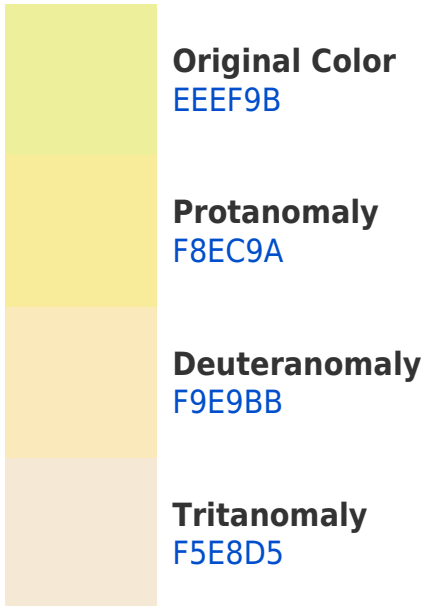 Original Color
EEEF9B
Protanomaly
F8EC9A
Deuteranomaly
F9E9BB
Tritanomaly
F5E8D5